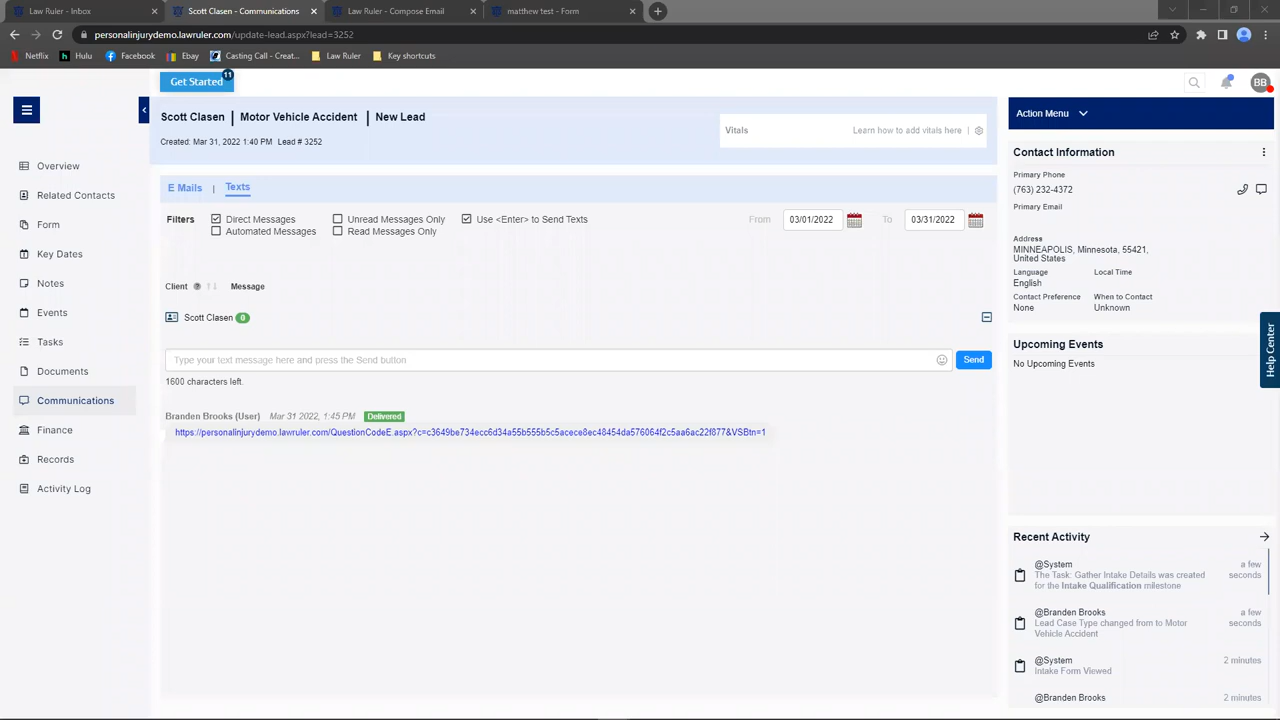 Law Ruler - Inbox
Scott Clasen - Communications
Law Ruler - Compose Email
matthew test - Form
personalinjurydemo.lawruler.com/update-lead.aspx?lead=3252
Netflix
Hulu
Facebook
Ebay
Casting Call - Creat...
Law Ruler
Key shortcuts
Get Started
11
BB
Scott Clasen | Motor Vehicle Accident | New Lead
Created: Mar 31, 2022 1:40 PM Lead # 3252
Vitals
Learn how to add vitals here |
Overview
Related Contacts
Form
Key Dates
Notes
Events
Tasks
Documents
Communications
Finance
Records
Activity Log
E Mails | Texts
Filters
Direct Messages
Unread Messages Only
Use <Enter> to Send Texts
Automated Messages
Read Messages Only
From 03/01/2022
To 03/31/2022
Client
Message
Scott Clasen 0
Type your text message here and press the Send button
Send
1600 characters left.
Branden Brooks (User) Mar 31 2022, 1:45 PM Delivered
https://personalinjurydemo.lawruler.com/QuestionCodeE.aspx?c=c3649be734ecc6d34a55b555b5c5acece8ec48454da576064f2c5aa6ac22f877&VSBtn=1
Action Menu
Contact Information
Primary Phone
(763) 232-4372
Primary Email
Address
MINNEAPOLIS, Minnesota, 55421,
United States
Language
Local Time
English
Contact Preference
When to Contact
None
Unknown
Upcoming Events
No Upcoming Events
Help Center
Recent Activity
@System
a few
seconds
The Task: Gather Intake Details was created
for the Intake Qualification milestone
@Branden Brooks
a few
seconds
Lead Case Type changed from to Motor
Vehicle Accident
@System
2 minutes
Intake Form Viewed
@Branden Brooks
2 minutes